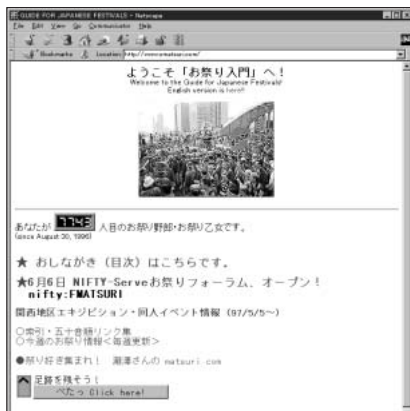 GUIDE FOR JAPANESE FESTIVALS - Netscape
File Edit View Go Communicator Help
Bookmarks Location: http://www.omatsuri.com/
ようこそ「お祭り入門」へ!
Welcome to the Guide for Japanese Festivals!
English version is here!!
あなたが 7743 人目のお祭り野郎・お祭り乙女です。
(since August 30, 1996)
★ おしながき(目次)はこちらです。
★6月6日 NIFTY-Serveお祭りフォーラム、オープン!
nifty:FMATSURI
関西地区エキジビション・同人イベント情報 (97/5/5~)
○索引・五十音順リンク集
○今週のお祭り情報<毎週更新>
●祭り好き集まれ! 瀧澤さんの matsuri com
足跡を残そう!
ぺたっ Click here!